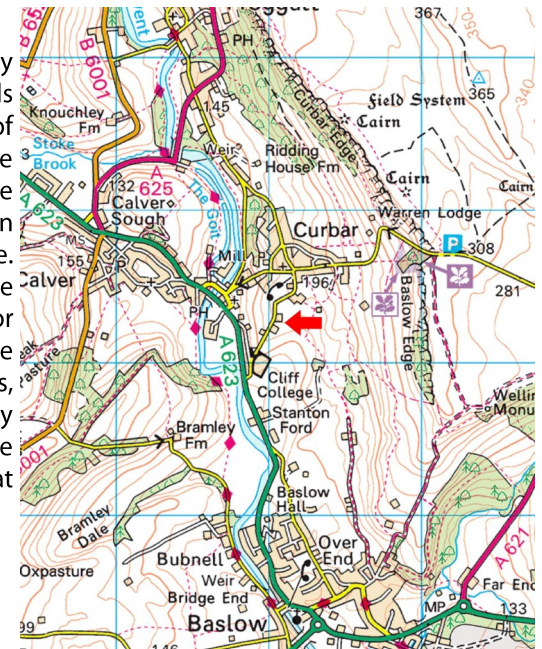 367
B 6001
PH
365
Field System
Cairn
Curbar Edge
145
Knouchley
Fm
Weir
Ridding
House Fm
Stoke
Brook
A
625
Cairn
Cairn
A 623
132
Calver
Sough
The Goit
Warren Lodge
P
308
Curbar
MS
155
Mill
Calver
196
281
PH
Baslow Edge
A 623
Pasture
Cliff
College
Stanton
Ford
Bramley
Fm
Baslow
Hall
Bramley
Dale
Over
End
Bubnell
A 621
Oxpasture
Weir
Bridge End
Far End
MP
133
Baslow